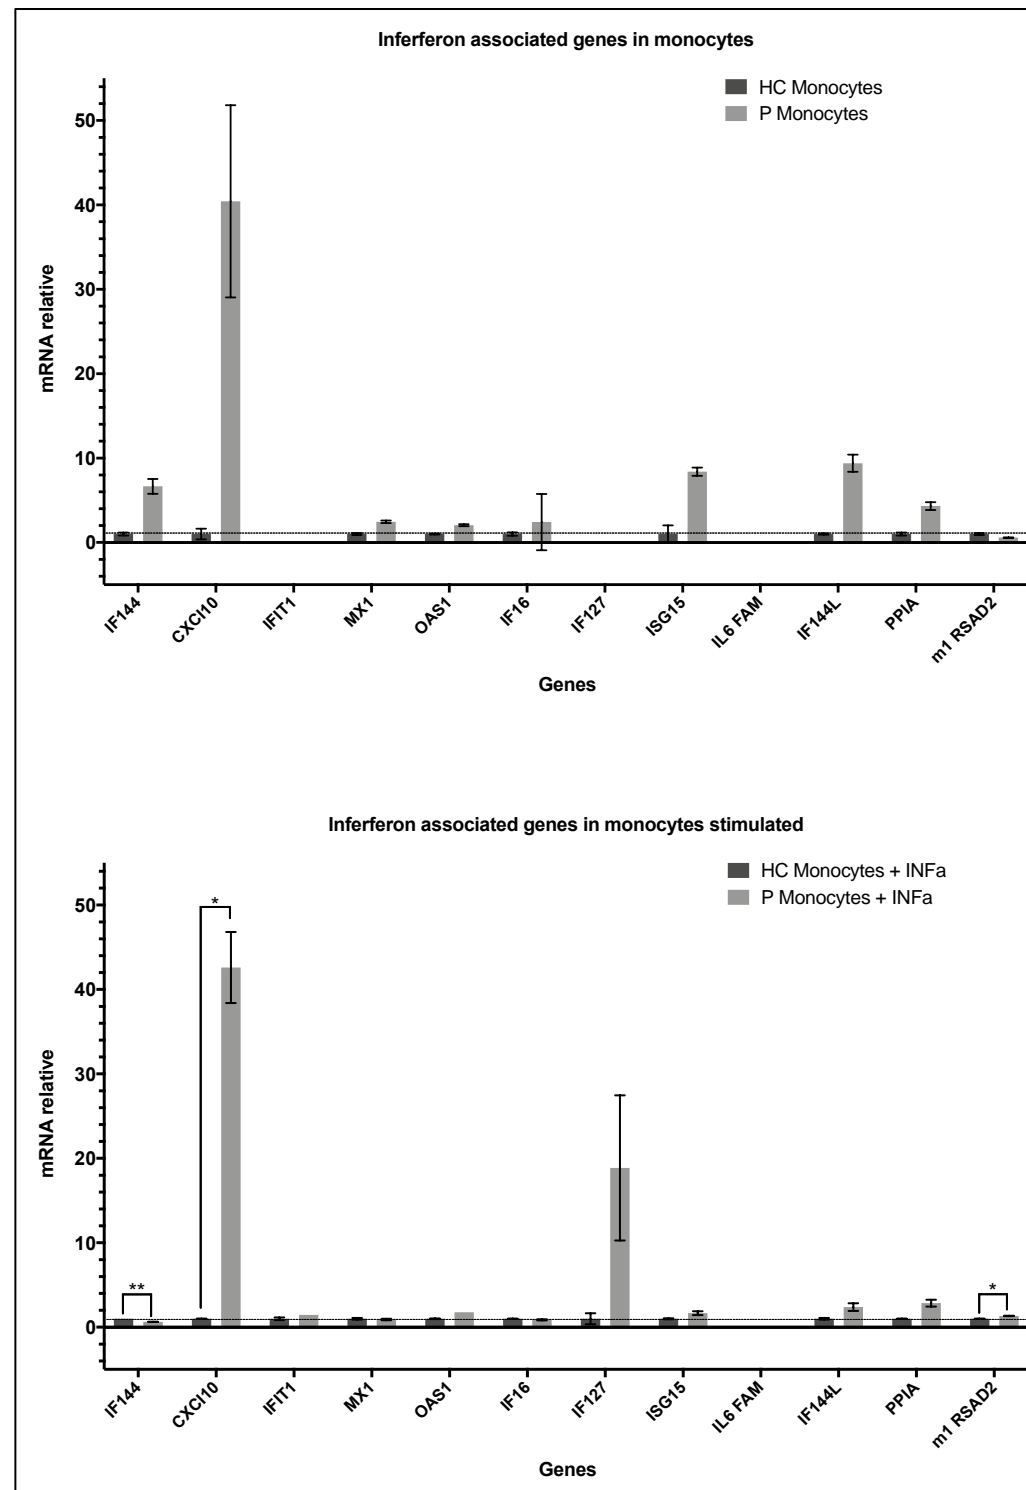 Inferferon associated genes in monocytes
HC Monocytes
P Monocytes
mRNA relative
50
40
30
20
10
0
IF144
CXCl10
IFIT1
MX1
OAS1
IF16
IF127
ISG15
IL6 FAM
IF144L
PPIA
m1 RSAD2
Genes
Inferferon associated genes in monocytes stimulated
HC Monocytes + INFa
P Monocytes + INFa
mRNA relative
50
40
30
20
10
0
**
*
*
IF144
CXCl10
IFIT1
MX1
OAS1
IF16
IF127
ISG15
IL6 FAM
IF144L
PPIA
m1 RSAD2
Genes